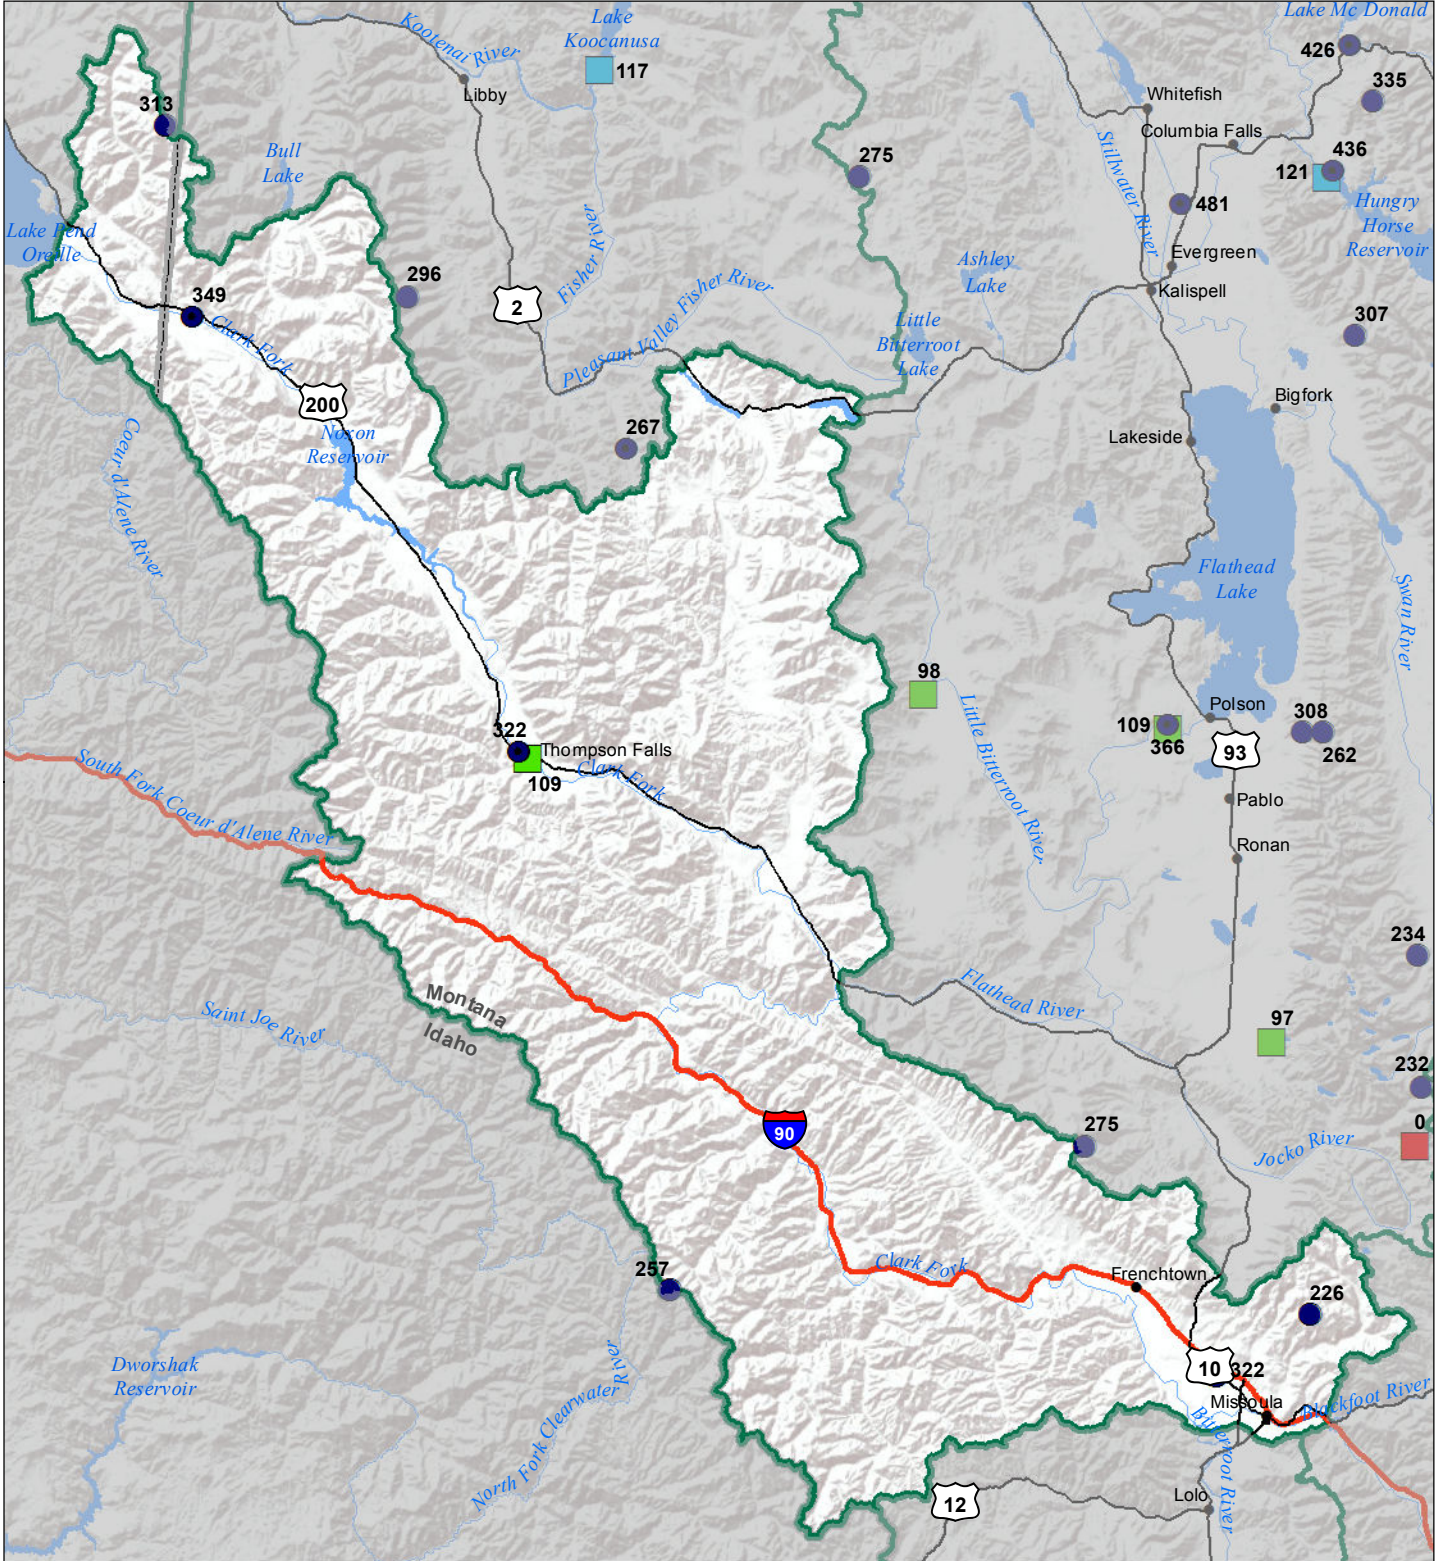 Lake Mc Donald
426
335
Kootenai River
Lake
Koocanusa
117
Libby
Whitefish
Columbia Falls
313
Bull
Lake
275
Stillwater River
436
121
481
Hungry
Horse
Reservoir
Lake Pend
Oreille
Fisher River
Evergreen
Ashley
Lake
296
Kalispell
349
2
Pleasant Valley Fisher River
Little
Bitterroot
Lake
307
Clark Fork
200
Bigfork
Noxon
Reservoir
267
Lakeside
Coeur d'Alene River
Flathead
Lake
Swan River
98
Little Bitterroot River
Polson
109
366
308
262
93
322
Thompson Falls
109
Clark Fork
South Fork Coeur d'Alene River
Pablo
Ronan
234
Montana
Idaho
Saint Joe River
Flathead River
97
232
0
90
275
Jocko River
257
Clark Fork
Frenchtown
226
10
322
Missoula
Blackfoot River
Dworshak
Reservoir
North Fork Clearwater River
Bitterroot River
12
Lolo